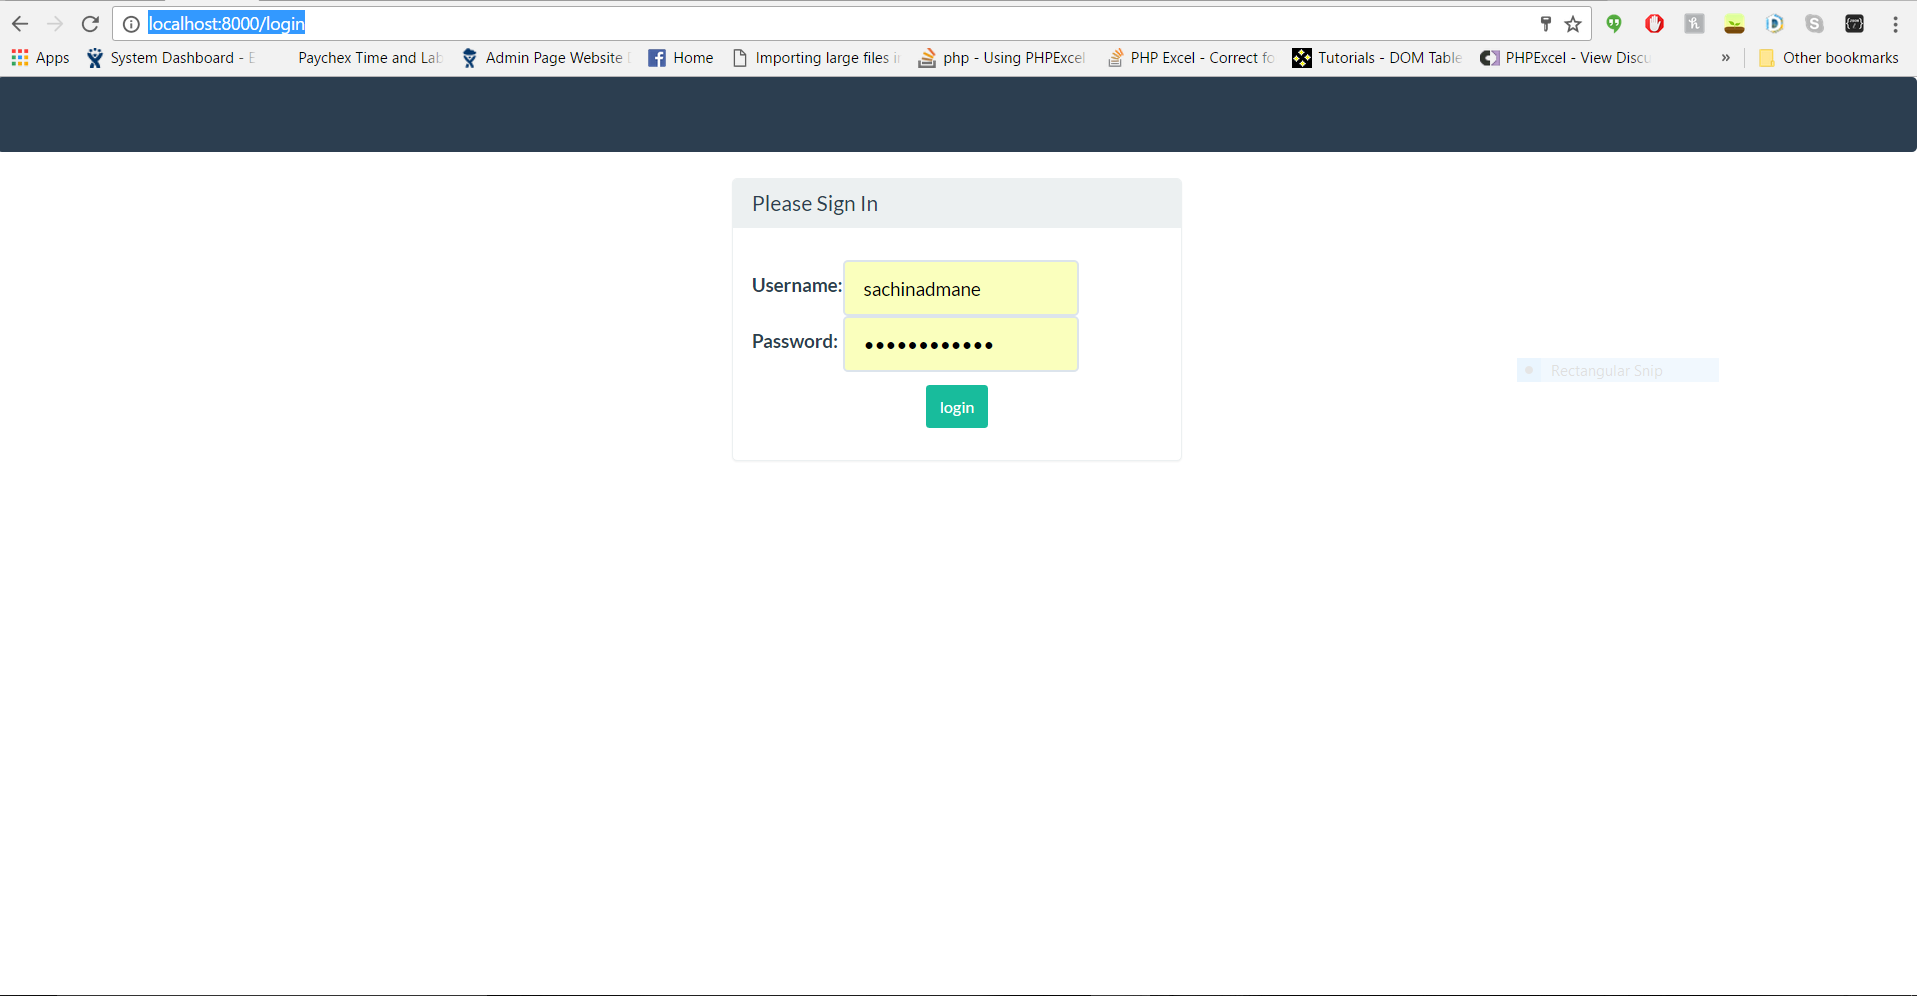 localhost:8000/login
Apps System Dashboard - E Paychex Time and Lab Admin Page Website Home Importing large files i php - Using PHPExcel PHP Excel - Correct fo Tutorials - DOM Table PHPExcel - View Discu » Other bookmarks
Please Sign In
Username: sachinadmane
Password: ••••••••••••
Rectangular Snip
login